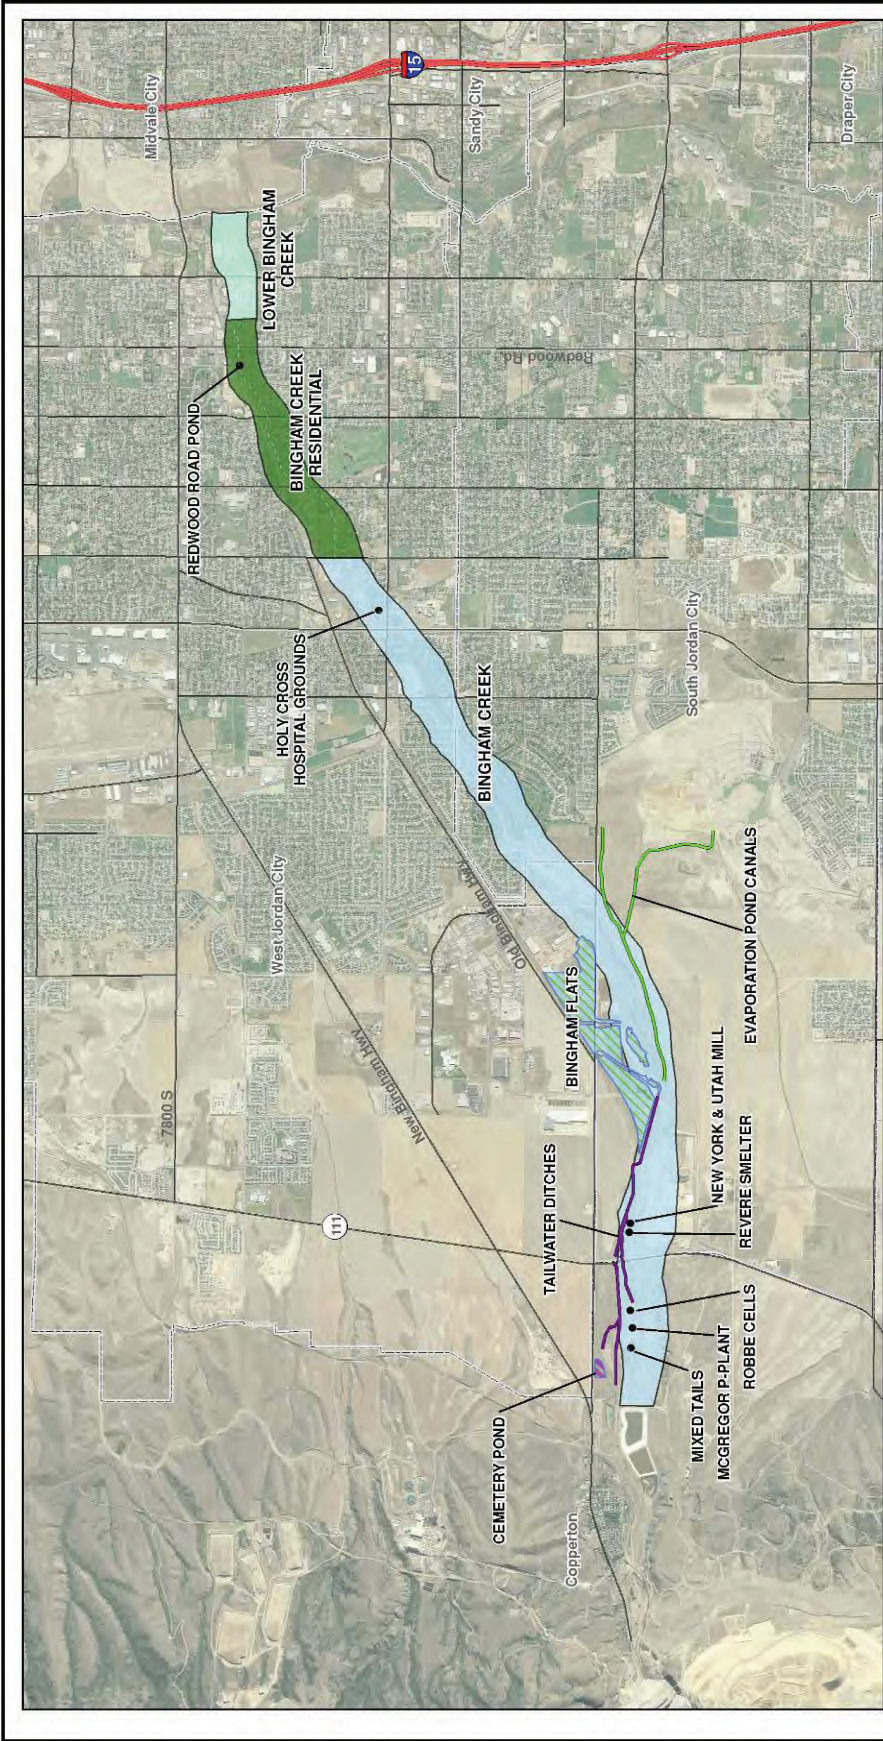 Midvale City
15
Sandy City
Draper City
LOWER BINGHAM
CREEK
REDWOOD ROAD POND
BINGHAM CREEK
RESIDENTIAL
Redwood Rd.
HOLY CROSS
HOSPITAL GROUNDS
BINGHAM CREEK
South Jordan City
West Jordan City
Old Bingham Hwy.
BINGHAM FLATS
EVAPORATION POND CANALS
New Bingham Hwy.
7800 S
111
TAILWATER DITCHES
NEW YORK & UTAH MILL
REVERE SMELTER
CEMETERY POND
MIXED TAILS
MCGREGOR P-PLANT
ROBBE CELLS
Copperton